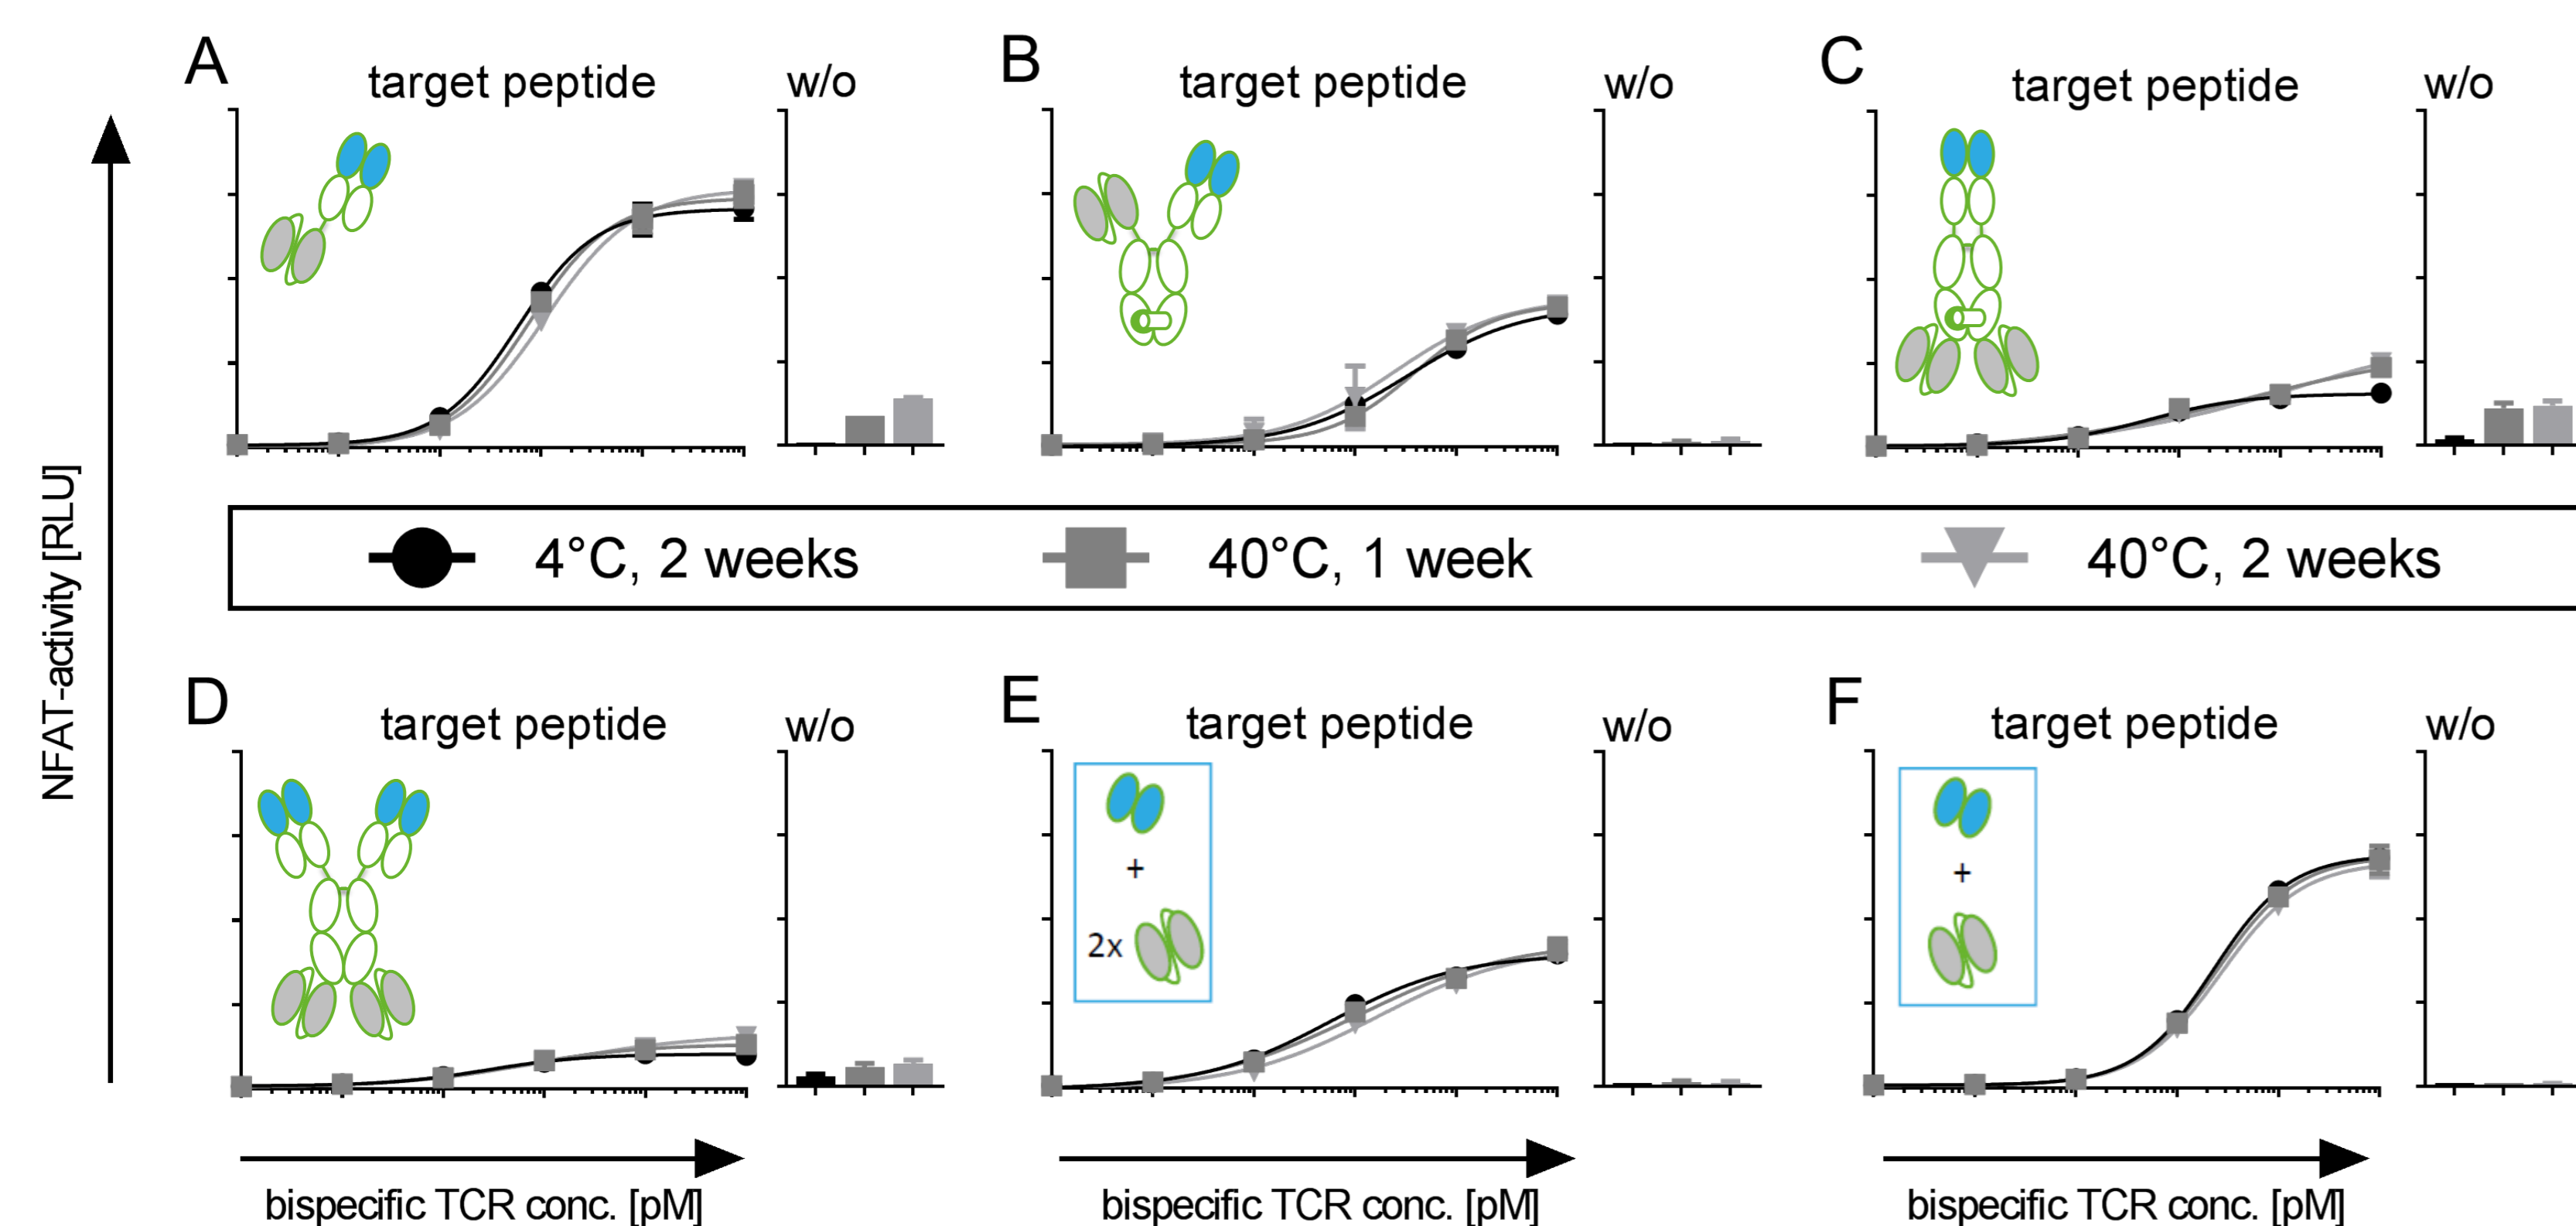 A
target peptide
w/o
B
target peptide
w/o
C
target peptide
w/o
NFAT-activity [RLU]
4°C, 2 weeks
40°C, 1 week
40°C, 2 weeks
D
target peptide
w/o
E
target peptide
w/o
+
2x
F
target peptide
w/o
+
bispecific TCR conc. [pM]
bispecific TCR conc. [pM]
bispecific TCR conc. [pM]